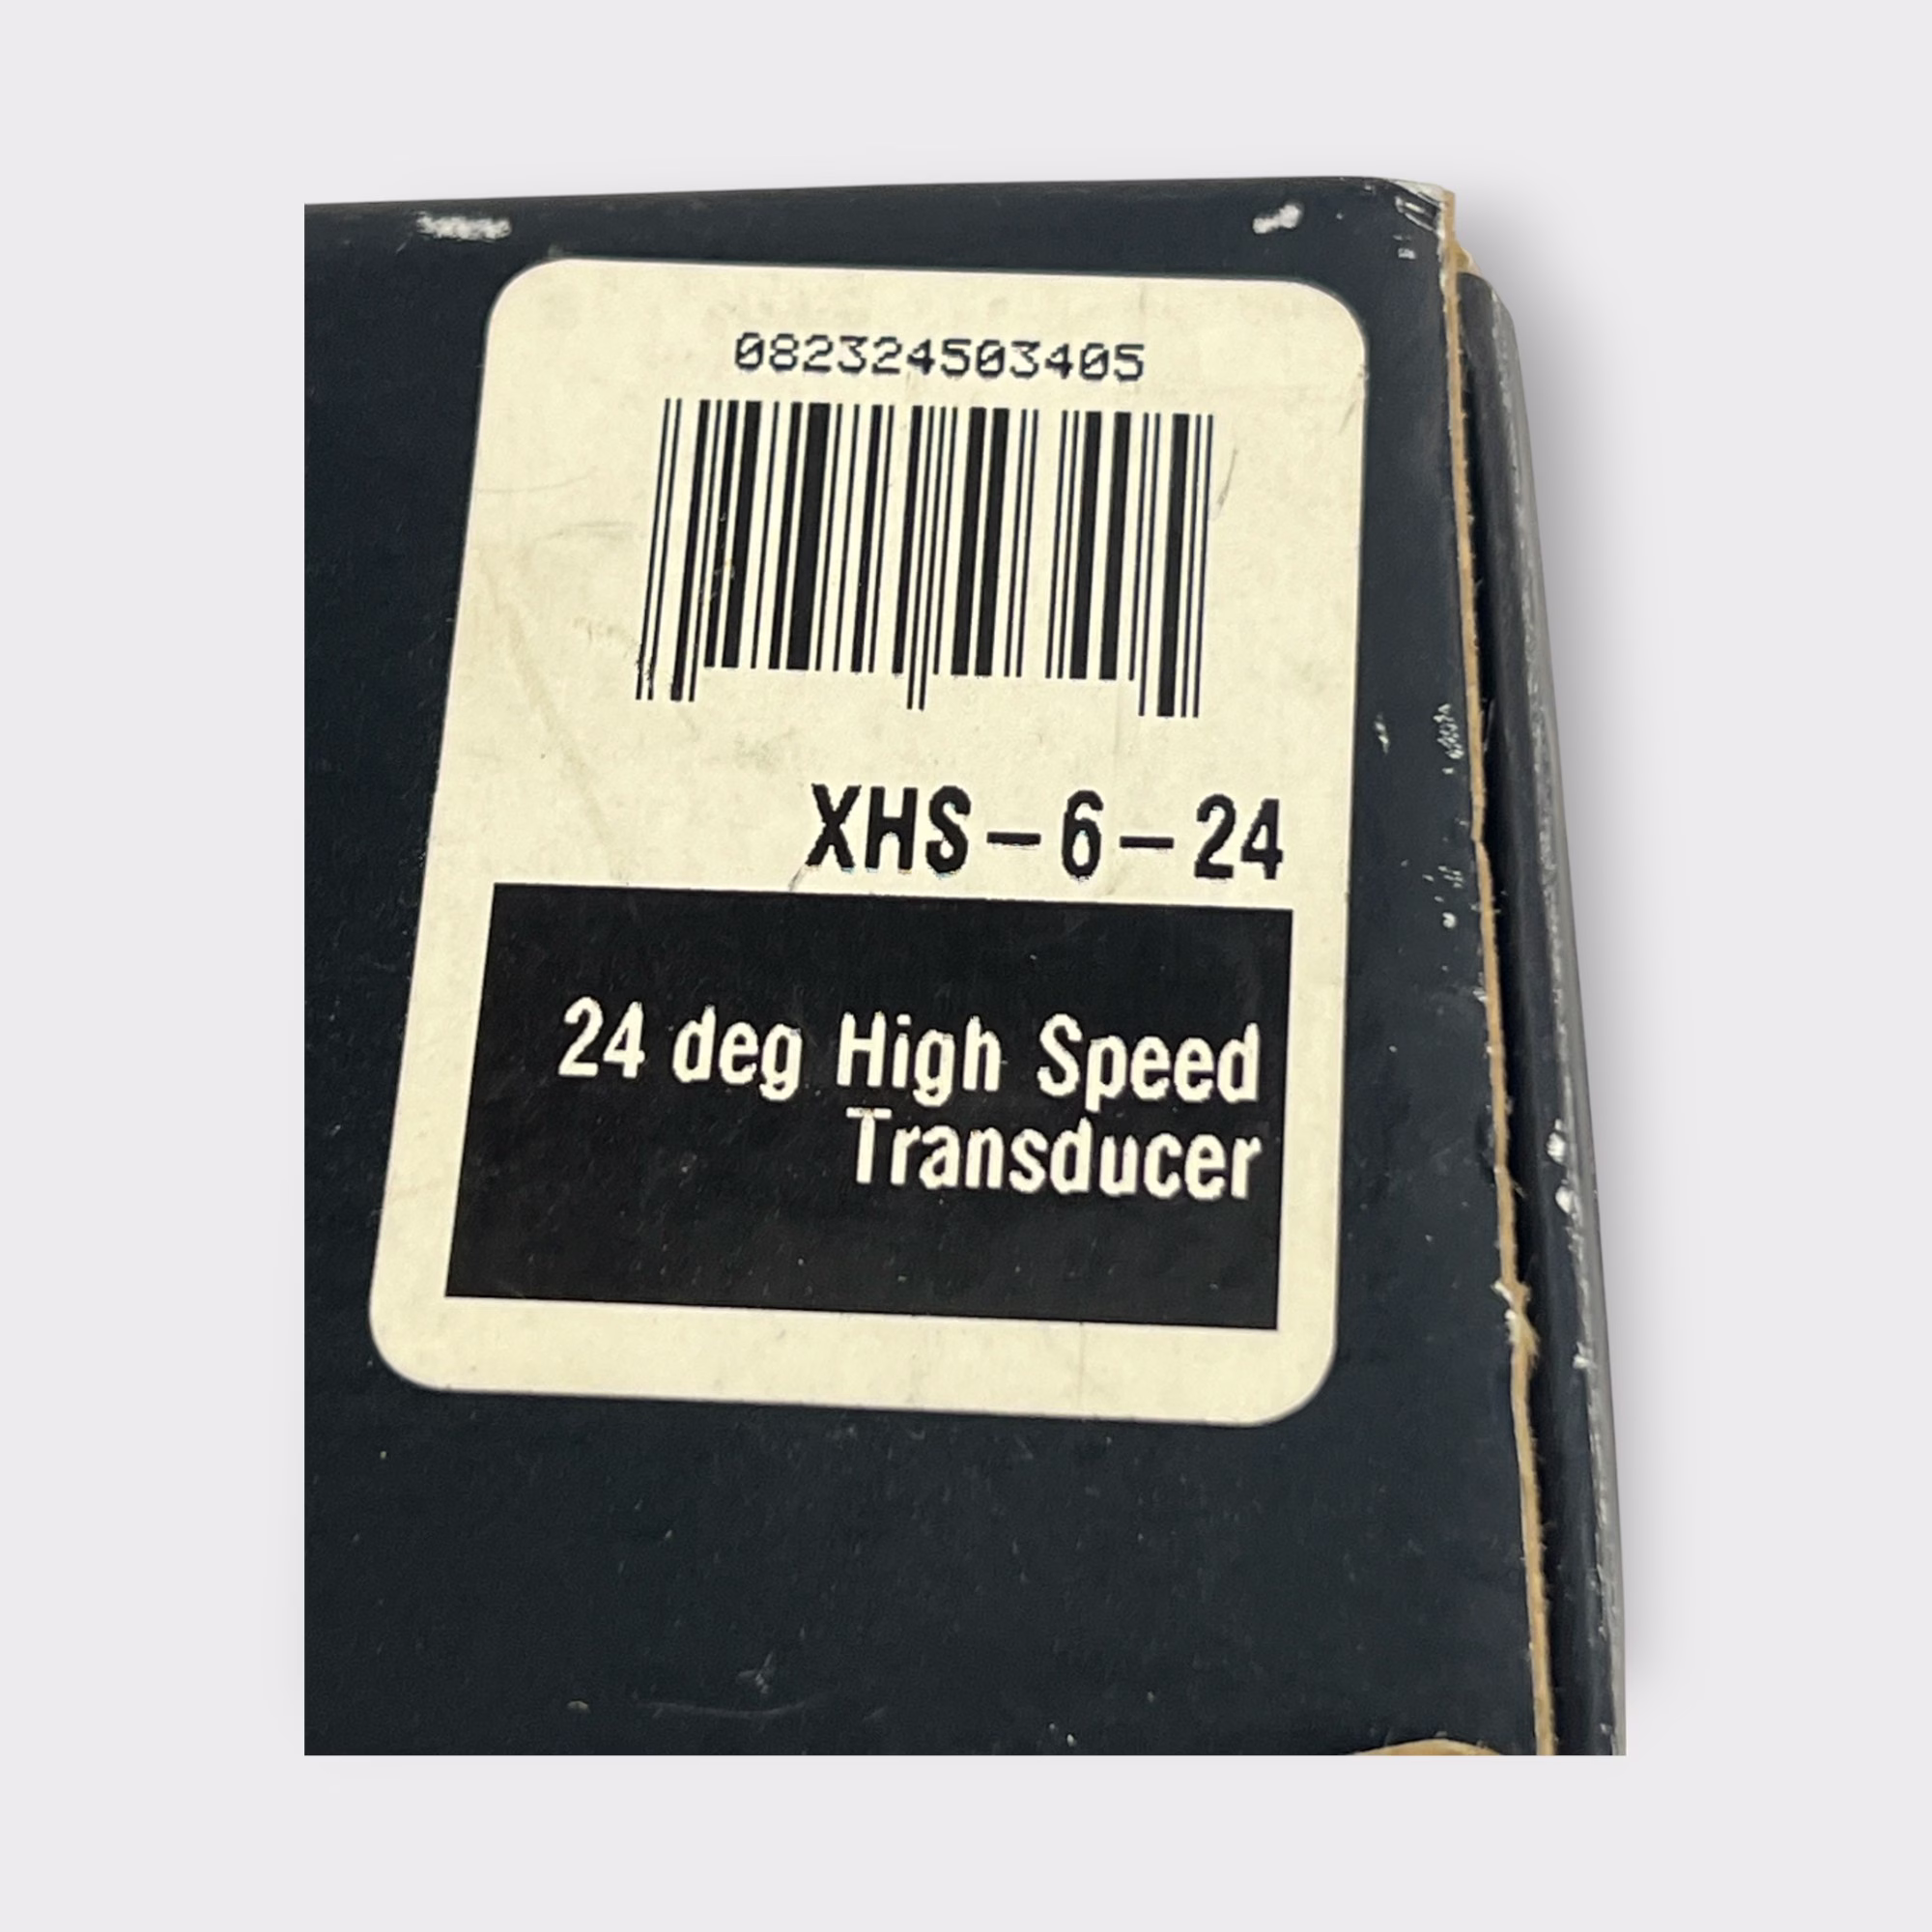 082324503405
XHS-6-24
24 deg High Speed
Transducer